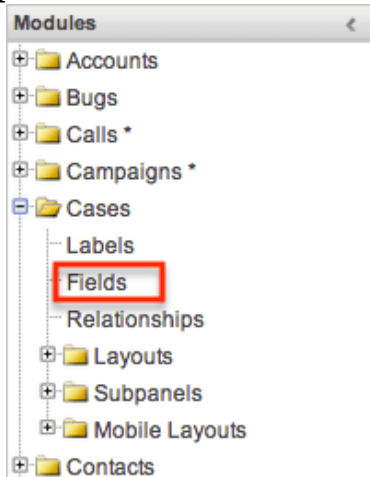 Modules
Accounts
Bugs
Calls *
Campaigns *
Cases
Labels
Fields
Relationships
Layouts
Subpanels
Mobile Layouts
Contacts